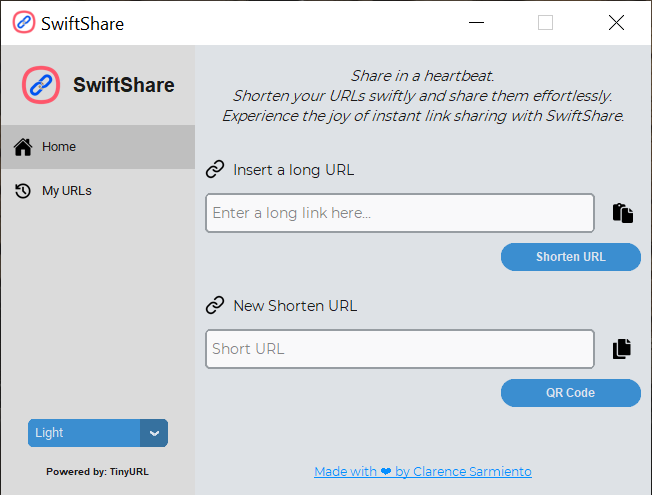 SwiftShare
SwiftShare
Home
My URLs
Light
Powered by: TinyURL
Share in a heartbeat.
Shorten your URLs swiftly and share them effortlessly.
Experience the joy of instant link sharing with SwiftShare.
Insert a long URL
Enter a long link here...
Shorten URL
New Shorten URL
Short URL
QR Code
Made with ❤ by Clarence Sarmiento